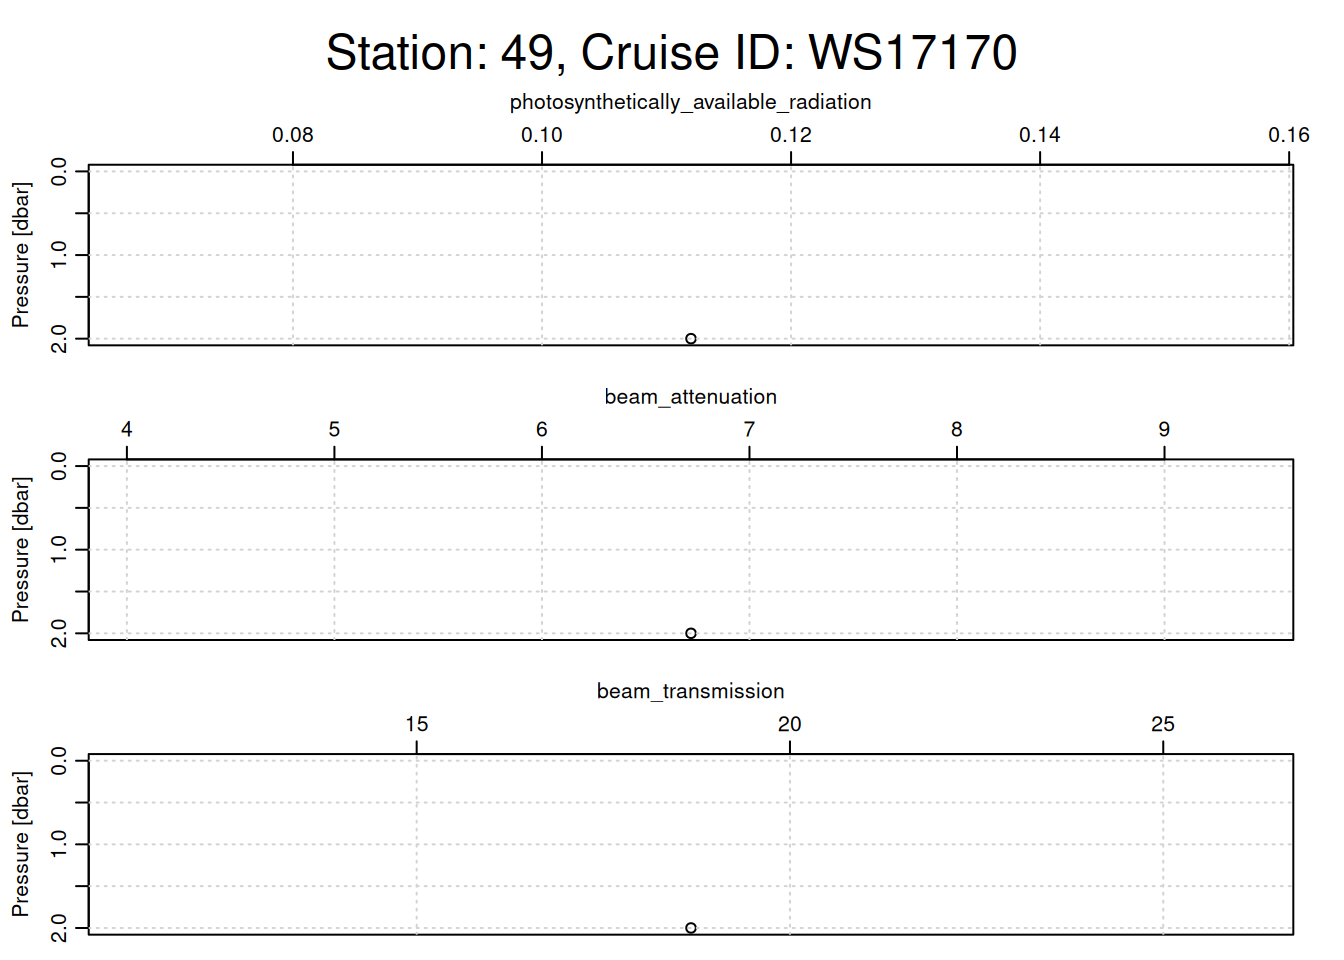 Station: 49, Cruise ID: WS17170
photosynthetically_available_radiation
0.08 0.10 0.12 0.14 0.16
Pressure [dbar]
0.0
1.0
2.0
beam_attenuation
4 5 6 7 8 9
Pressure [dbar]
0.0
1.0
2.0
beam_transmission
15 20 25
Pressure [dbar]
0.0
1.0
2.0